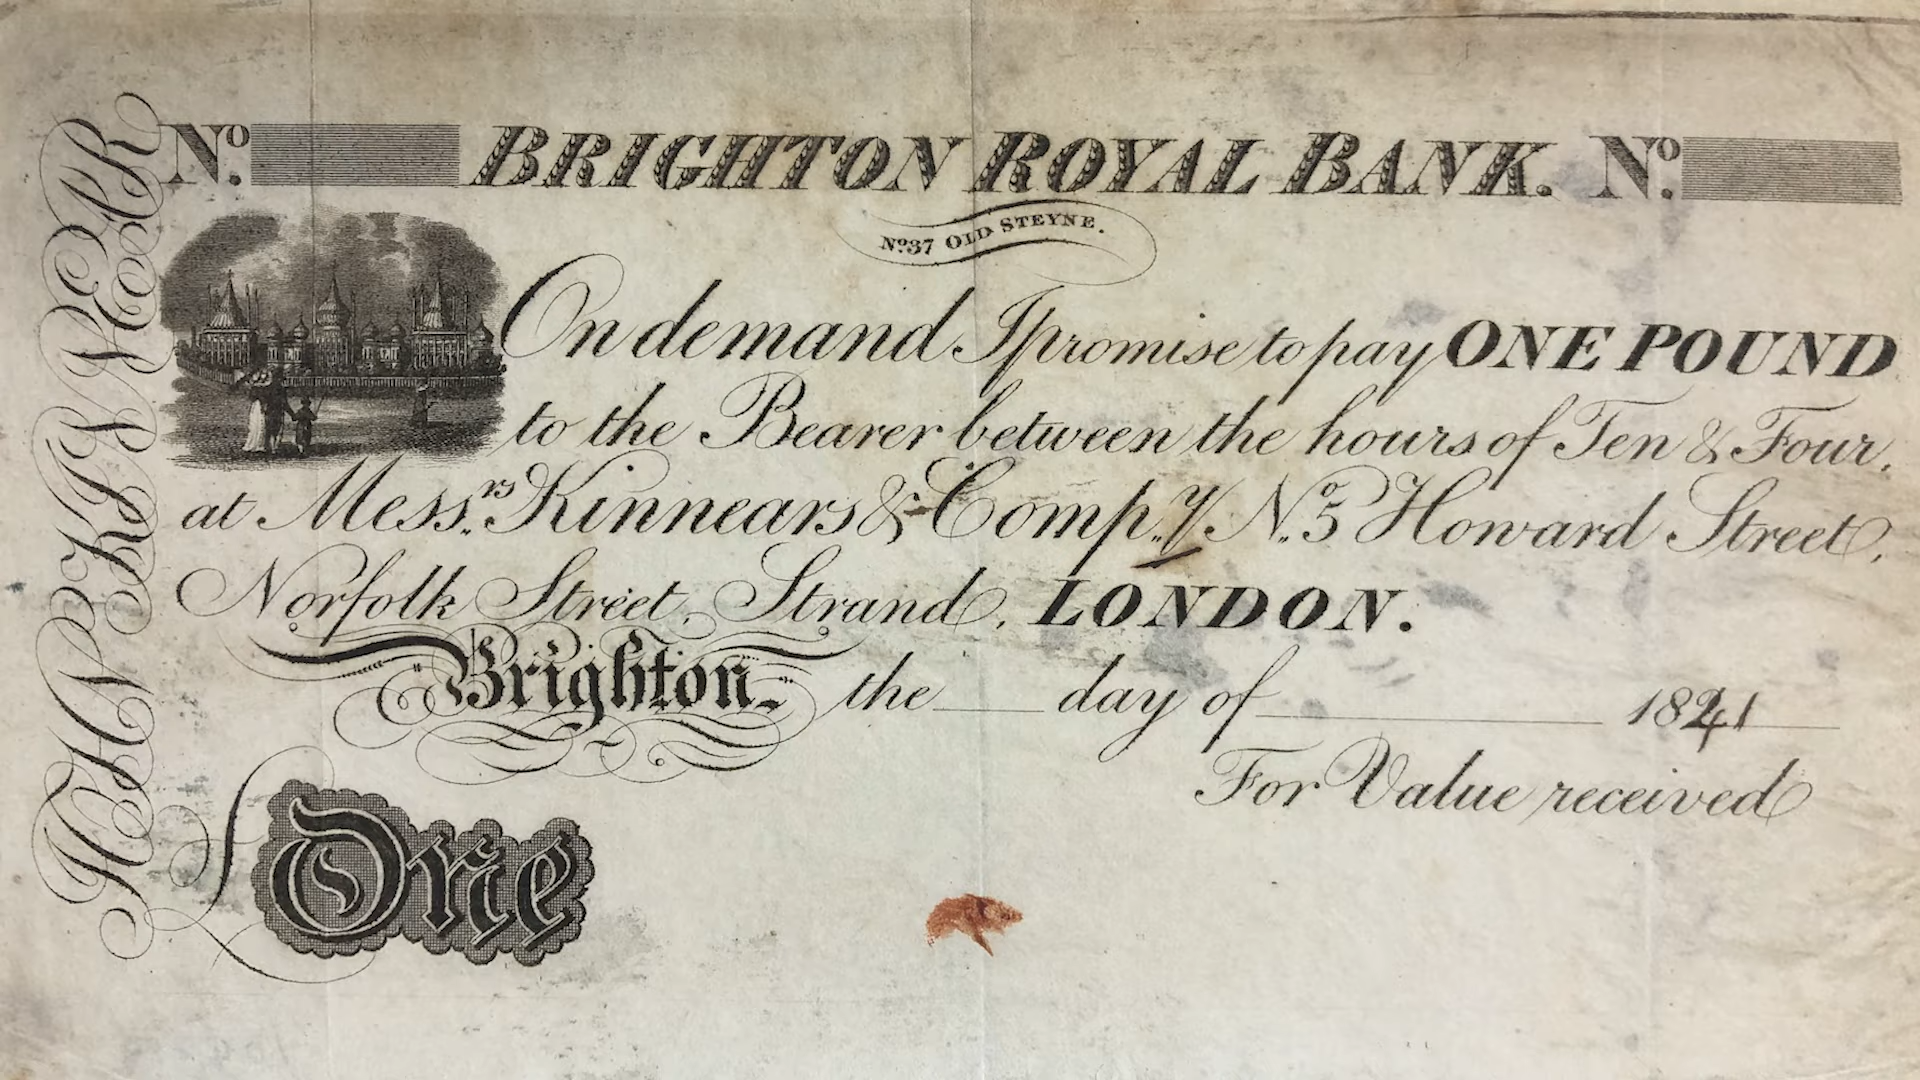 No. BRIGHTON ROYAL BANK. No.
No. 37 OLD STEYNE.
On demand I promise to pay ONE POUND
to the Bearer between the hours of Ten & Four,
at Messrs. Kinnears & Compy. No. 5 Howard Street,
Norfolk Street, Strand, LONDON.
Brighton the day of 1821
For Value received
£ One